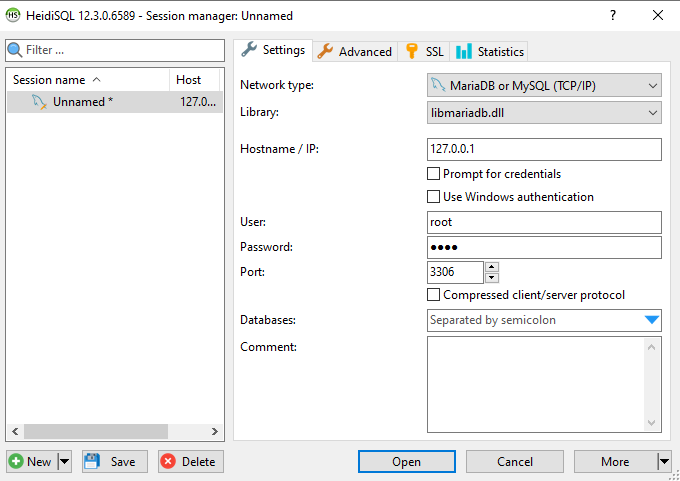 HeidiSQL 12.3.0.6589 - Session manager: Unnamed
Filter ...
Session name Host
Unnamed * 127.0...
Settings Advanced SSL Statistics
Network type: MariaDB or MySQL (TCP/IP)
Library: libmariadb.dll
Hostname / IP: 127.0.0.1
Prompt for credentials
Use Windows authentication
User: root
Password: ●●●●
Port: 3306
Compressed client/server protocol
Databases: Separated by semicolon
Comment:
New Save Delete Open Cancel More